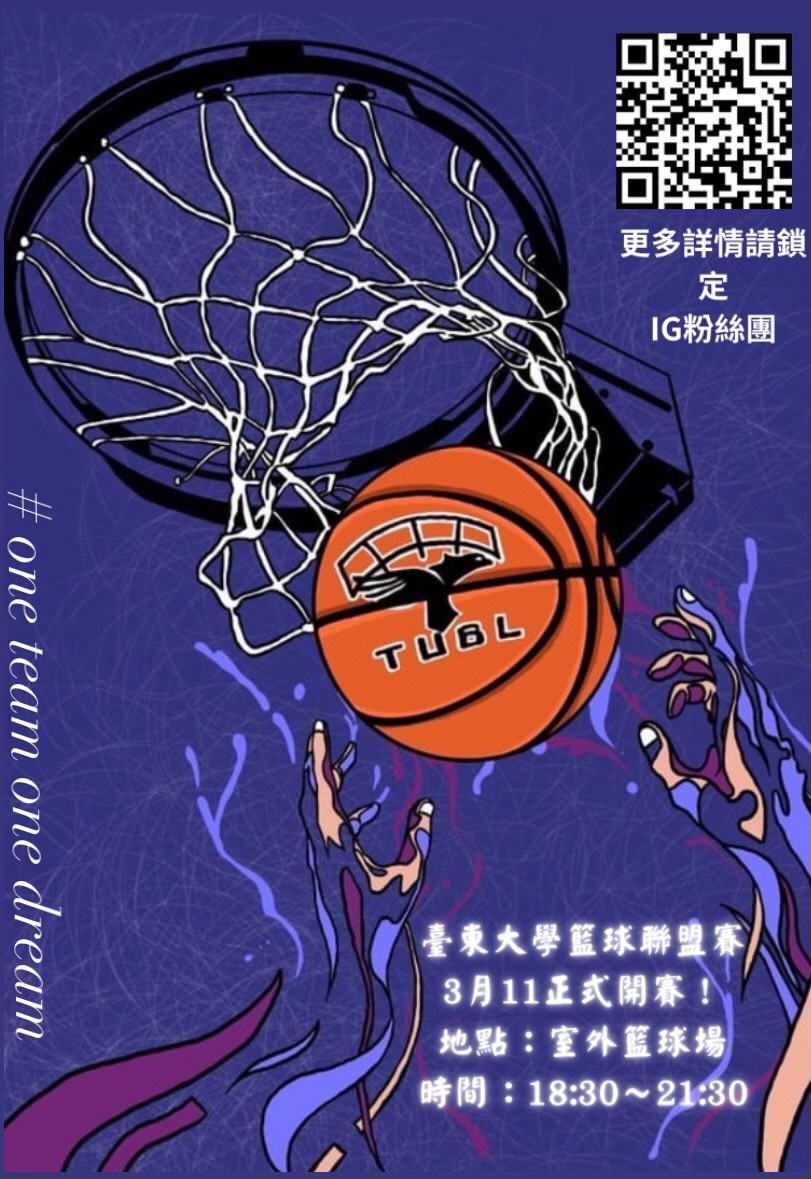 更多詳情請鎖
定
IG粉絲團
# one team one dream
TUBL
臺東大學籃球聯盟賽
3月11正式開賽！
地點：室外籃球場
時間：18:30～21:30